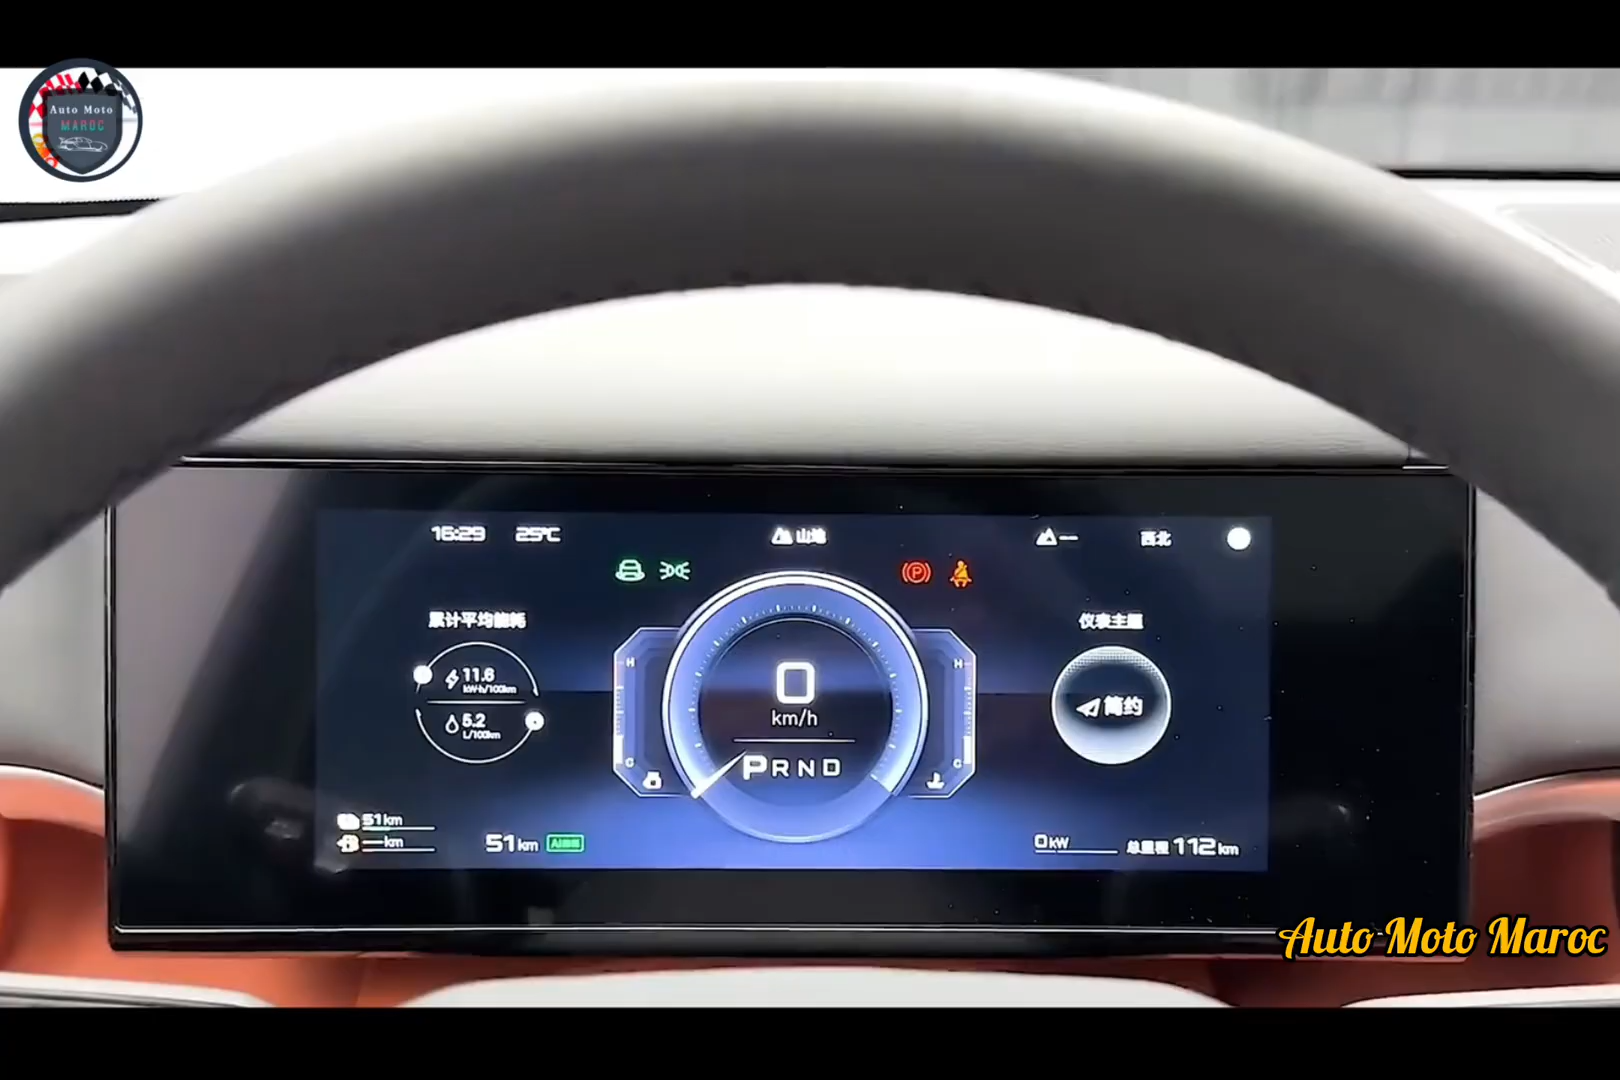 Auto Moto
MAROC
16:29 25℃ 山地 -- 西北
累计平均能耗
11.6
kW·h/100km
5.2
L/100km
H
C
0
km/h
PRND
H
C
仪表主题
简约
51km
--km
51km
0kW
总里程 112km
Auto Moto Maroc